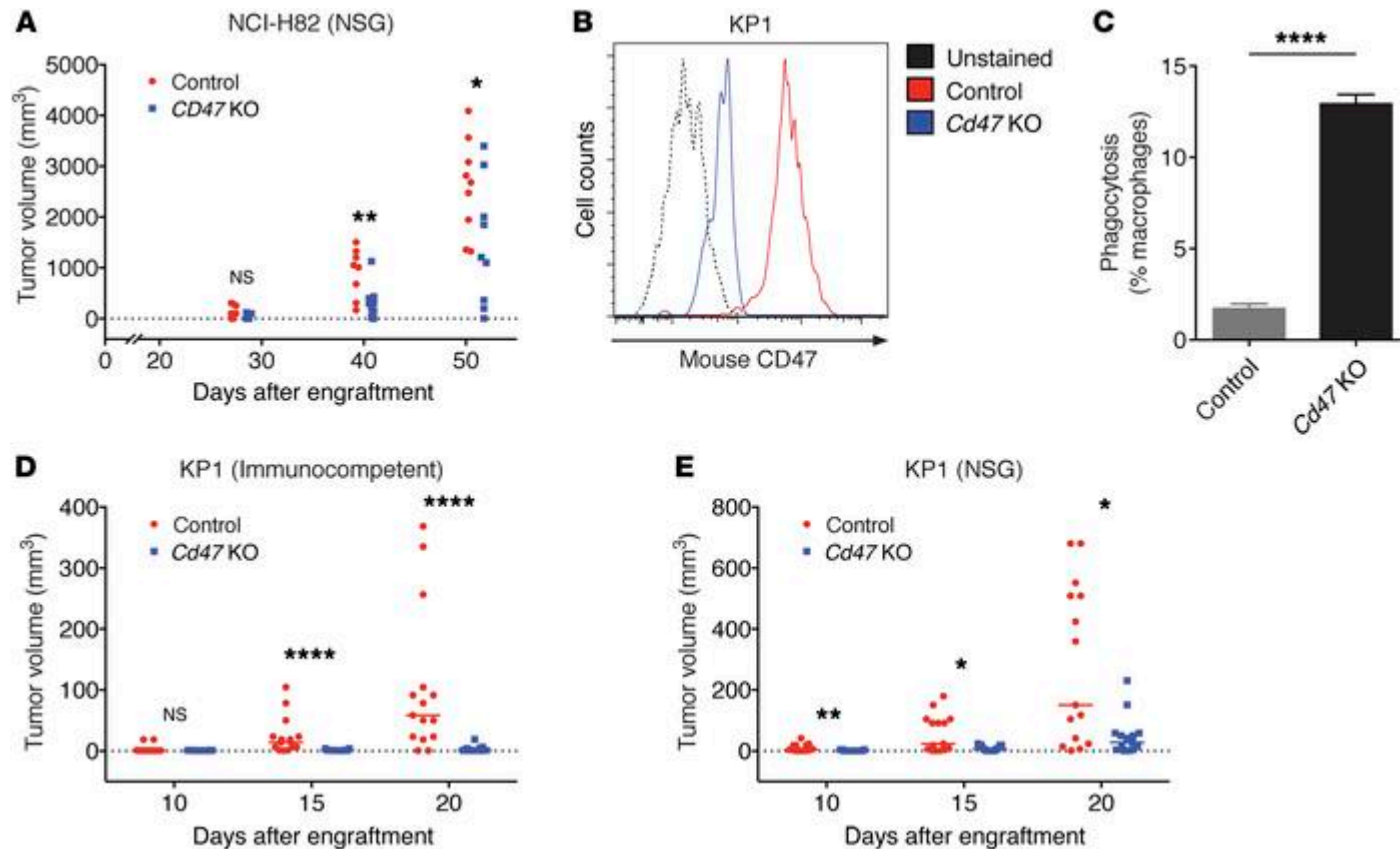 A
NCI-H82 (NSG)
Tumor volume (mm³)
5000
4000
3000
2000
1000
0
Control
CD47 KO
NS
**
*
0 20 30 40 50
Days after engraftment
B
KP1
Cell counts
Mouse CD47
Unstained
Control
Cd47 KO
C
****
Phagocytosis
(% macrophages)
15
10
5
0
Control
Cd47 KO
D
KP1 (Immunocompetent)
Tumor volume (mm³)
400
300
200
100
0
Control
Cd47 KO
NS
****
****
10 15 20
Days after engraftment
E
KP1 (NSG)
Tumor volume (mm³)
800
600
400
200
0
Control
Cd47 KO
**
*
*
10 15 20
Days after engraftment